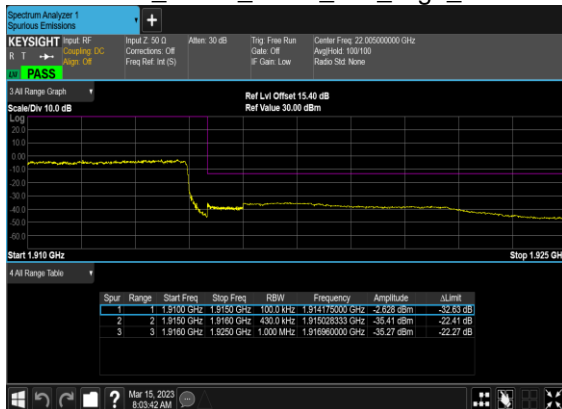 Spectrum Analyzer 1
Spurious Emissions
+
KEYSIGHT
R T
PASS
Input: RF
Coupling: DC
Align: Off
Input Z: 50 Ω
Corrections: Off
Freq Ref: Int (S)
Atten: 30 dB
Trig: Free Run
Gate: Off
IF Gain: Low
Center Freq: 22.005000000 GHz
Avg|Hold: 100/100
Radio Std: None
3 All Range Graph
Scale/Div 10.0 dB
Ref Lvl Offset 15.40 dB
Ref Value 30.00 dBm
Log
20.0
10.0
0.00
-10.0
-20.0
-30.0
-40.0
-50.0
-60.0
Start 1.910 GHz
Stop 1.925 GH
4 All Range Table
Spur Range Start Freq Stop Freq RBW Frequency Amplitude ΔLimit
1 1 1.9100 GHz 1.9150 GHz 100.0 kHz 1.914175000 GHz -2.628 dBm -32.63 dB
2 2 1.9150 GHz 1.9160 GHz 430.0 kHz 1.915028333 GHz -35.41 dBm -22.41 dB
3 3 1.9160 GHz 1.9250 GHz 1.000 MHz 1.916960000 GHz -35.27 dBm -22.27 dB
?
Mar 15, 2023
8:03:42 AM